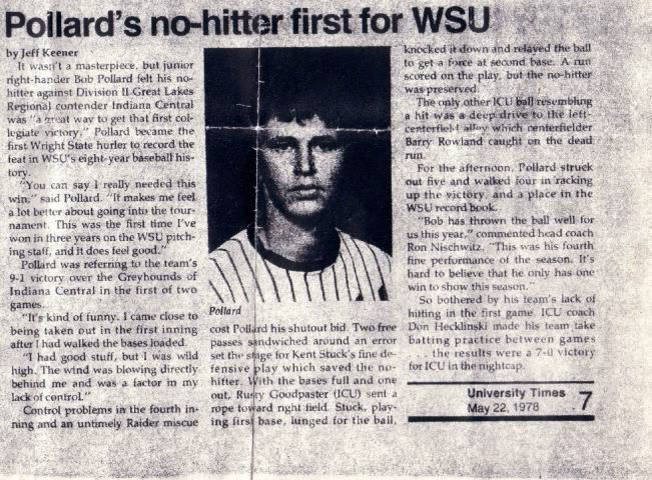 Pollard's no-hitter first for WSU
by Jeff Keener
It wasn't a masterpiece, but junior
right-hander Bob Pollard felt his no-
hitter against Division II Great Lakes
Regional contender Indiana Central
was "a great way to get that first col-
legiate victory." Pollard became the
first Wright State hurler to record the
feat in WSU's eight-year baseball his-
tory.
"You can say I really needed this
win," said Pollard. "It makes me feel
a lot better about going into the tour-
nament. This was the first time I've
won in three years on the WSU pitch-
ing staff, and it does feel good."
Pollard was referring to the team's
9-1 victory over the Greyhounds of
Indiana Central in the first of two
games.
"It's kind of funny. I came close to
being taken out in the first inning
after I had walked the bases loaded.
"I had good stuff, but I was wild
high. The wind was blowing directly
behind me and was a factor in my
lack of control."
Control problems in the fourth in-
ning and an untimely Raider miscue
Pollard
cost Pollard his shutout bid. Two free
passes sandwiched around an error
set the stage for Kent Stuck's fine de-
fensive play which saved the no-
hitter. With the bases full and one
out, Rusty Goodpaster (ICU) sent a
rope toward right field. Stuck, play-
ing first base, lunged for the ball,
knocked it down and relayed the ball
to get a force at second base. A run
scored on the play, but the no-hitter
was preserved.
The only other ICU ball resembling
a hit was a deep drive to the left-
centerfield alley which centerfielder
Barry Rowland caught on the dead
run.
For the afternoon, Pollard struck
out five and walked four in racking
up the victory, and a place in the
WSU record book.
"Bob has thrown the ball well for
us this year," commented head coach
Ron Nischwitz. "This was his fourth
fine performance of the season. It's
hard to believe that he only has one
win to show this season."
So bothered by his team's lack of
hitting in the first game, ICU coach
Don Hecklinski made his team take
batting practice between games
. . . the results were a 7-0 victory
for ICU in the nightcap.
University Times
May 22, 1978
7